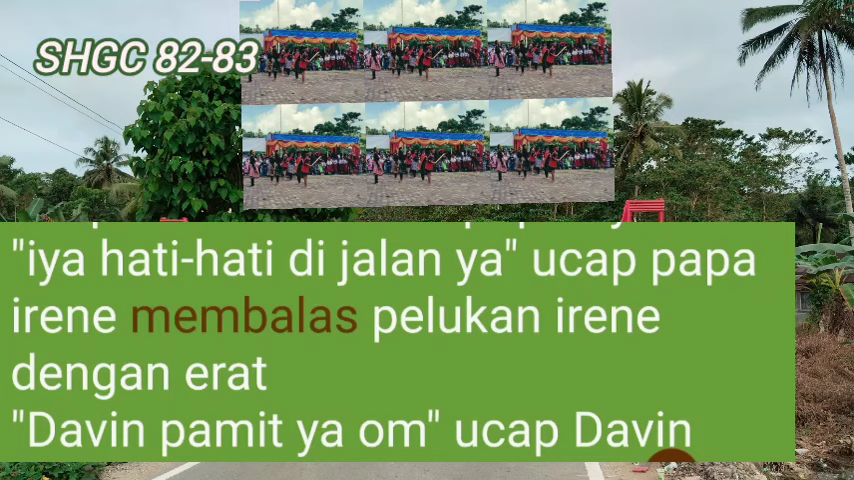 SHGC 82-83
"iya hati-hati di jalan ya" ucap papa
irene membalas pelukan irene
dengan erat
"Davin pamit ya om" ucap Davin